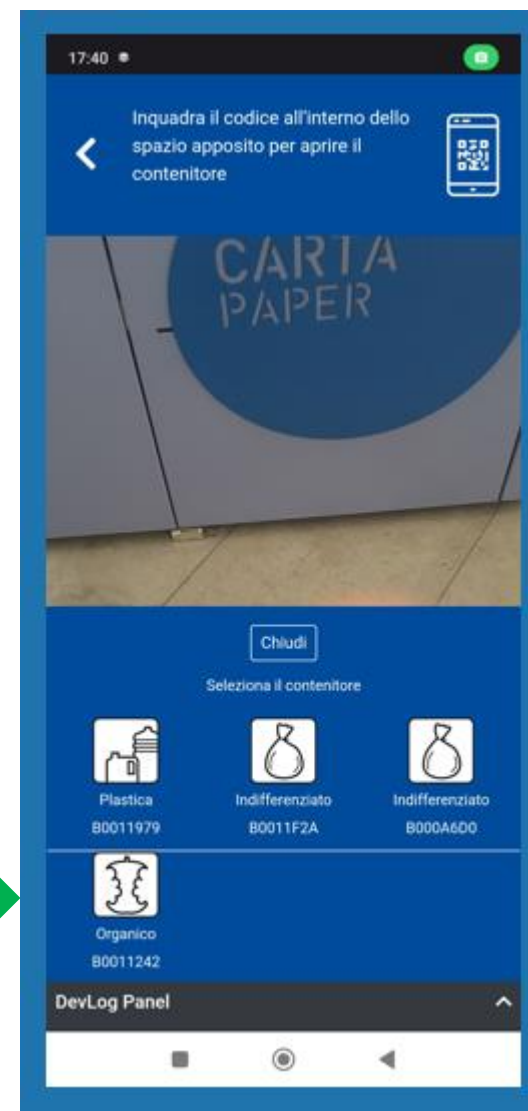 17:40
Inquadra il codice all'interno dello
spazio apposito per aprire il
contenitore
CARTA
PAPER
Chiudi
Seleziona il contenitore
Plastica
Indifferenziato
Indifferenziato
B0011979
B0011F2A
B000A6D0
Organico
B0011242
DevLog Panel